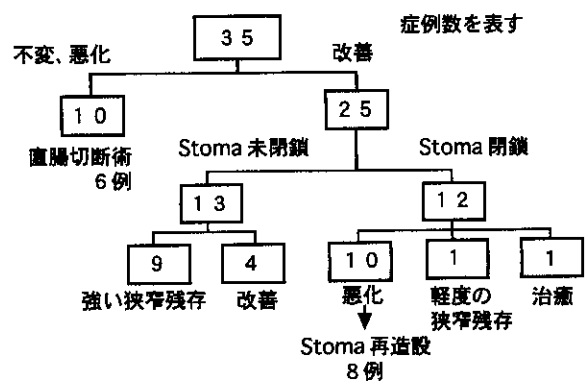 症例数を表す
３５
不変、悪化
改善
１０
２５
直腸切断術
６例
Stoma 未閉鎖
Stoma 閉鎖
１３
１２
９
４
１０
１
１
強い狭窄残存
改善
悪化
軽度の
狭窄残存
治癒
Stoma 再造設
８例